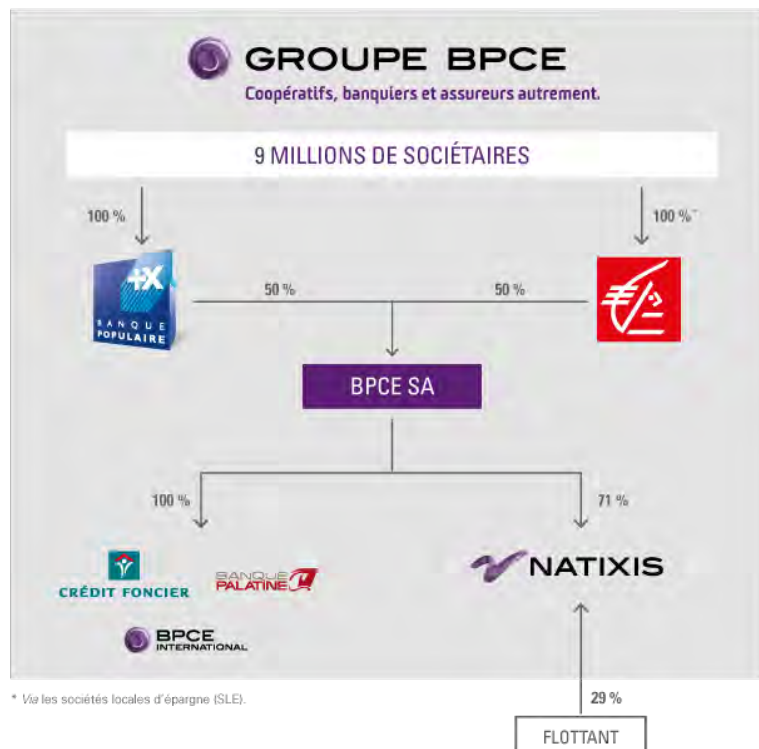 GROUPE BPCE
Coopératifs, banquiers et assureurs autrement.
9 MILLIONS DE SOCIÉTAIRES
100 %
100 %*
+X
BANQUE
POPULAIRE
50 %
50 %
BPCE SA
100 %
71 %
CRÉDIT FONCIER
BANQUE
PALATINE
NATIXIS
BPCE
INTERNATIONAL
* Via les sociétés locales d'épargne (SLE).
29 %
FLOTTANT